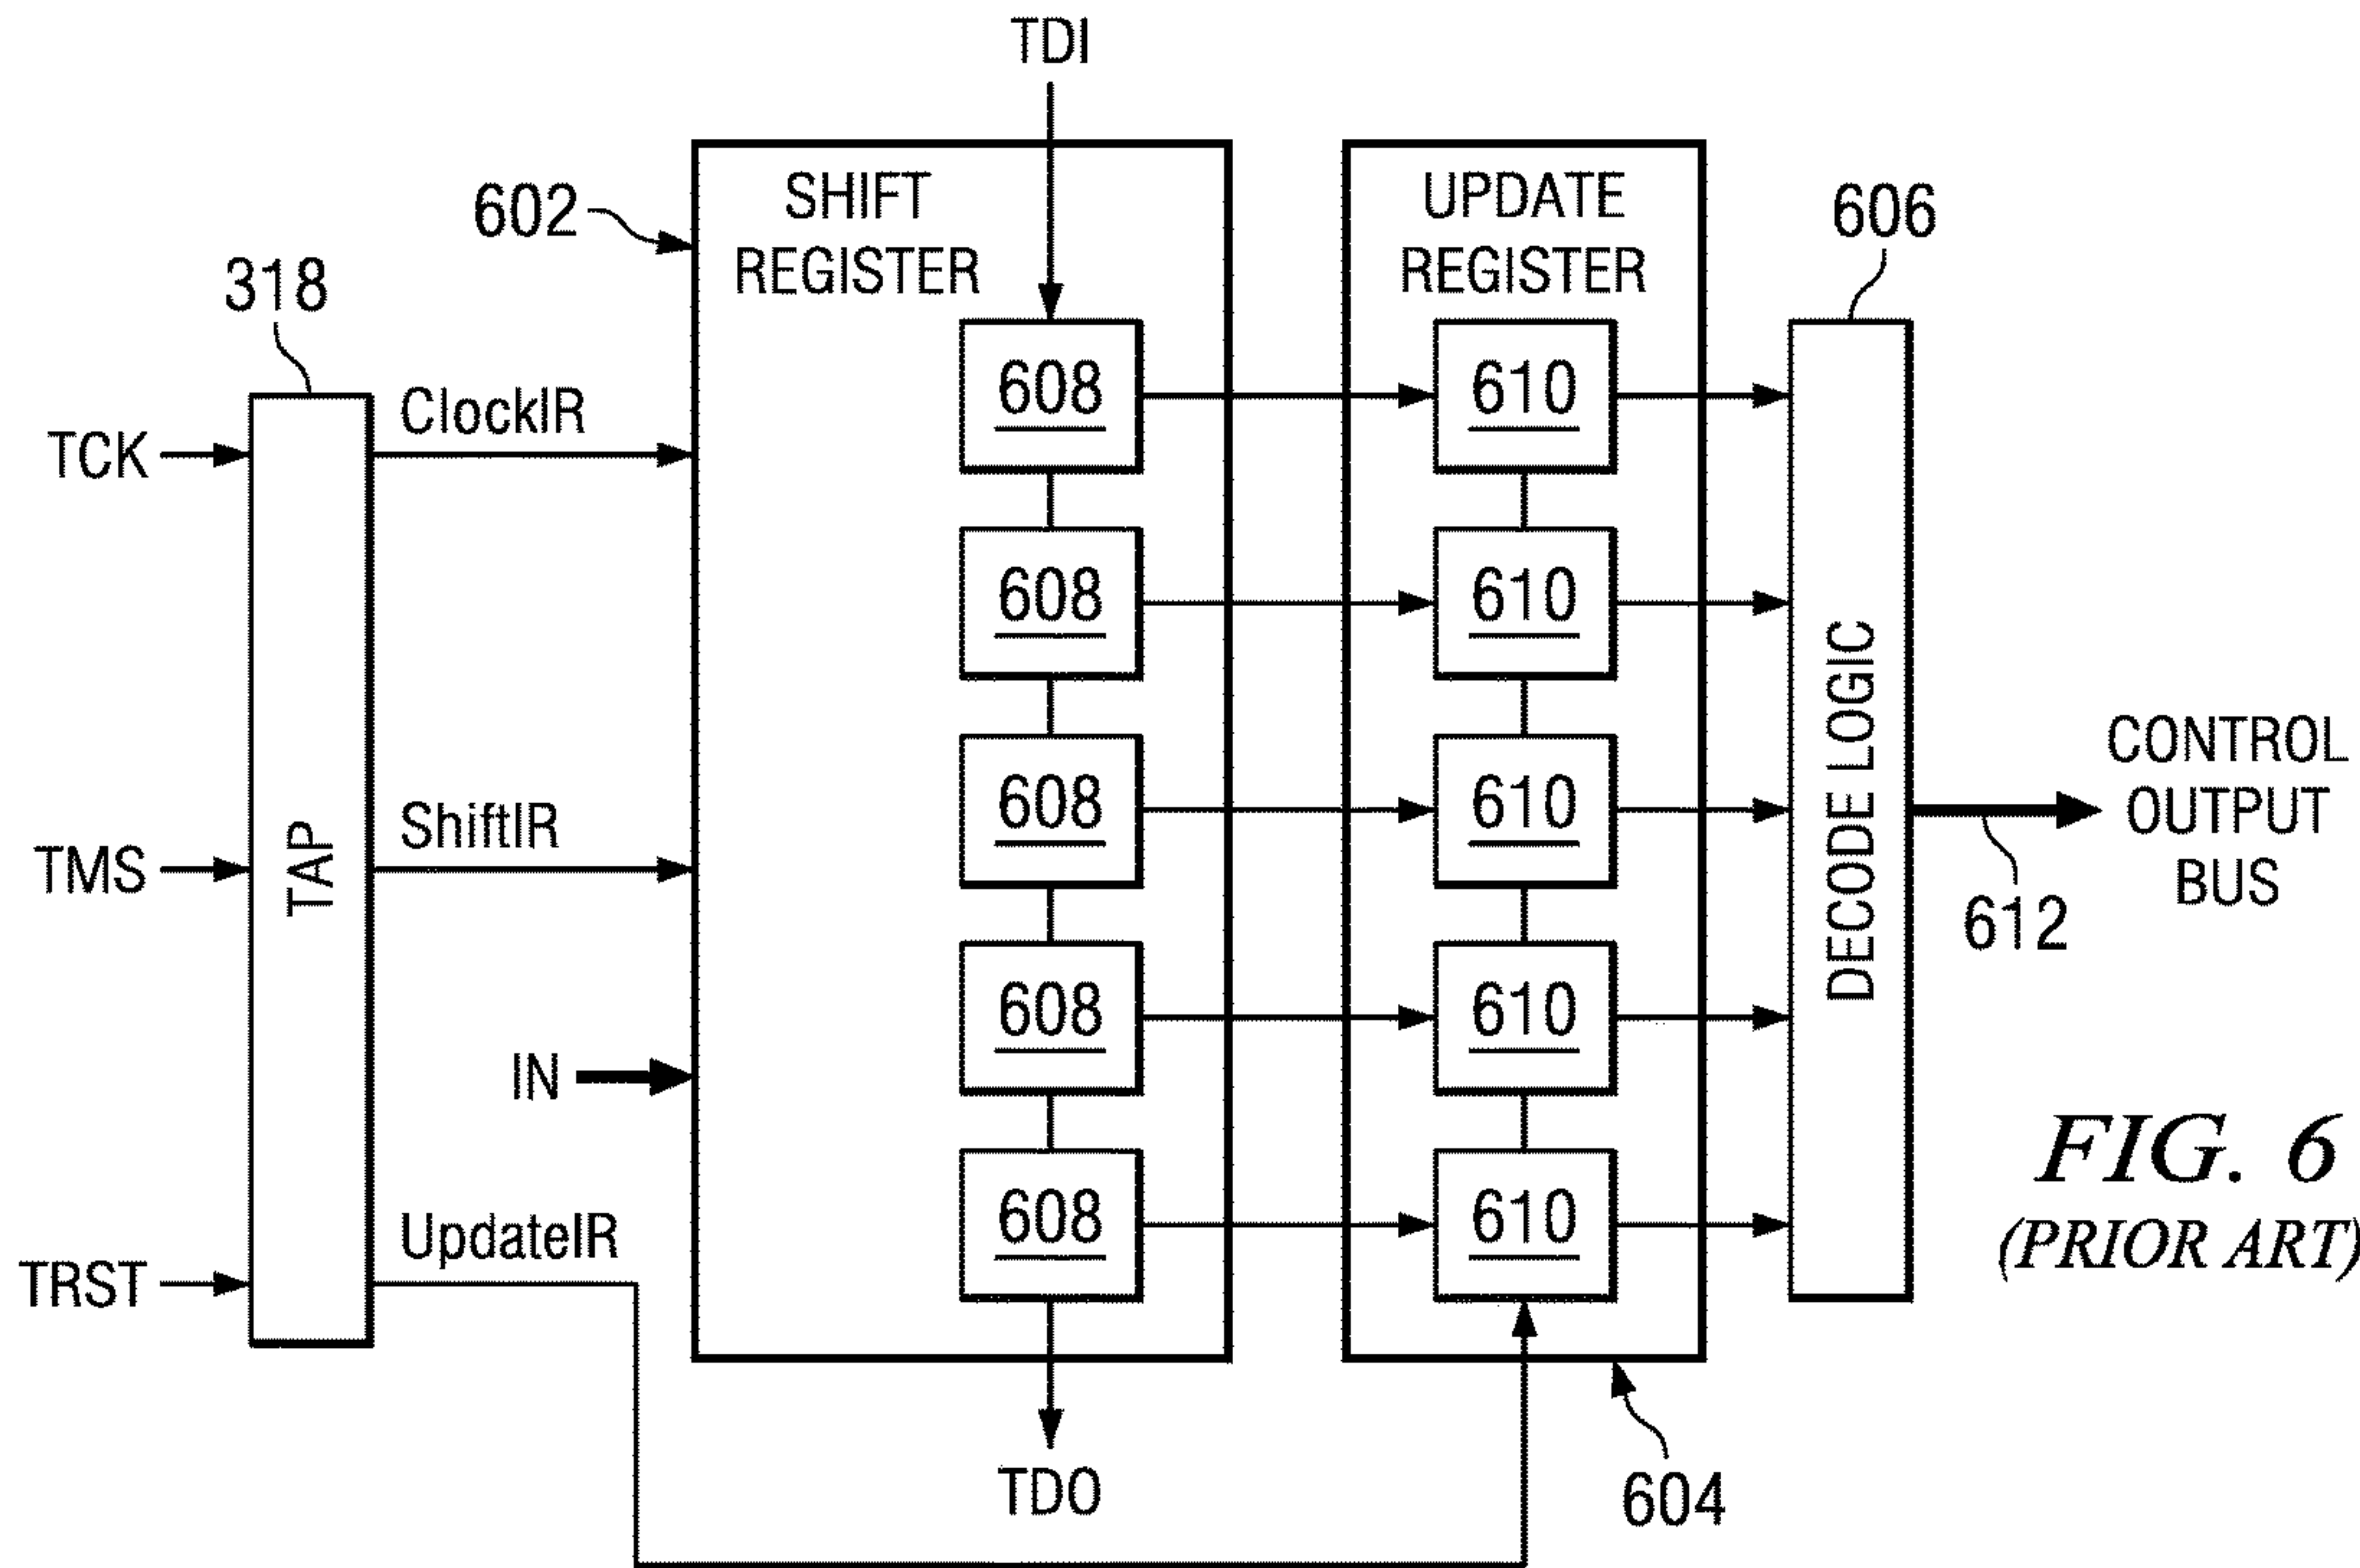 TDI
602
SHIFT
REGISTER
UPDATE
REGISTER
606
318
TCK
ClockIR
608
610
608
610
TMS
TAP
ShiftIR
608
610
DECODE LOGIC
CONTROL
OUTPUT
BUS
612
IN
608
610
TRST
UpdateIR
608
610
FIG. 6
(PRIOR ART)
TDO
604